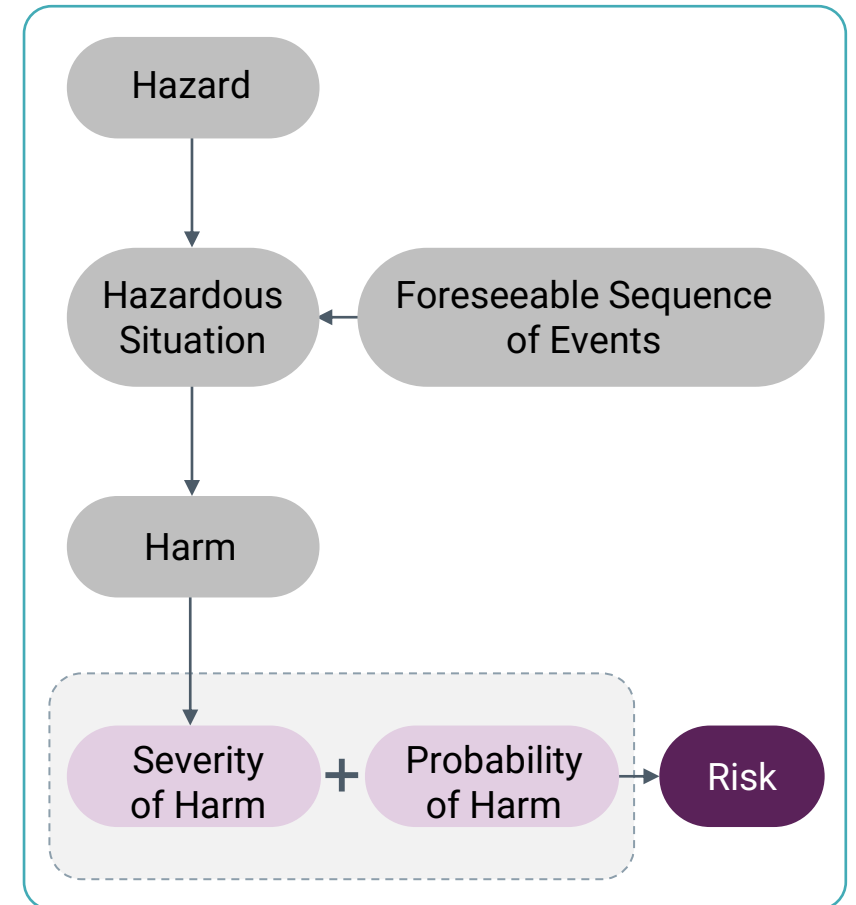 Hazard
Hazardous
Situation
Foreseeable Sequence
of Events
Harm
Severity
of Harm
+
Probability
of Harm
Risk